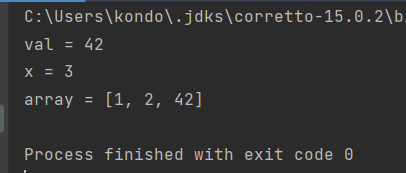 C:\Users\kondo\.jdks\corretto-15.0.2\b
val = 42
x = 3
array = [1, 2, 42]
Process finished with exit code 0